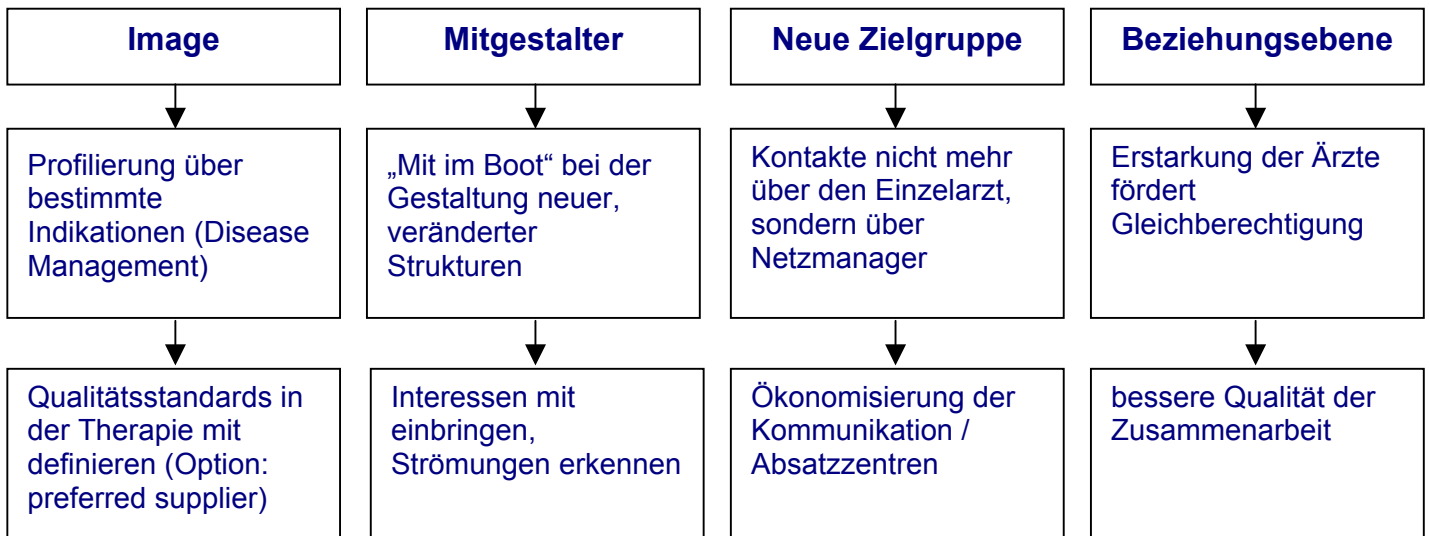 Image
Mitgestalter
Neue Zielgruppe
Beziehungsebene
Profilierung über
bestimmte
Indikationen (Disease
Management)
„Mit im Boot“ bei der
Gestaltung neuer,
veränderter
Strukturen
Kontakte nicht mehr
über den Einzelarzt,
sondern über
Netzmanager
Erstarkung der Ärzte
fördert
Gleichberechtigung
Qualitätsstandards in
der Therapie mit
definieren (Option:
preferred supplier)
Interessen mit
einbringen,
Strömungen erkennen
Ökonomisierung der
Kommunikation /
Absatzzentren
bessere Qualität der
Zusammenarbeit